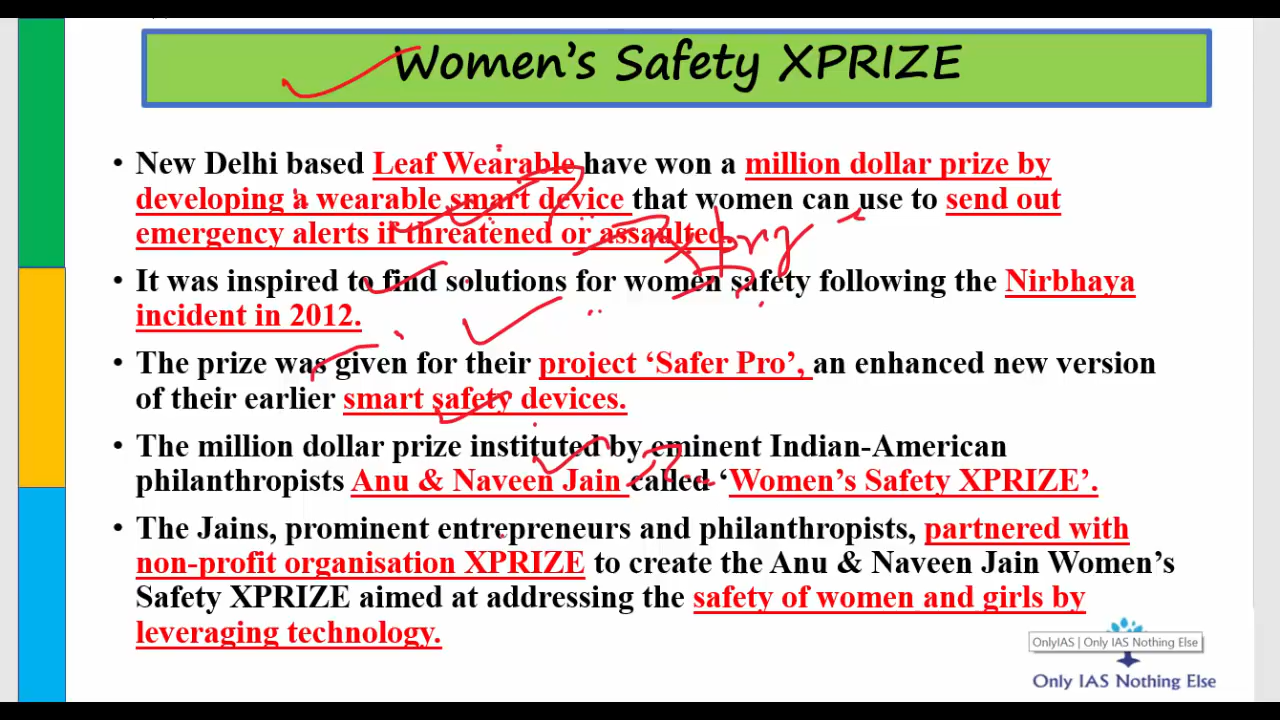 Women's Safety XPRIZE
• New Delhi based Leaf Wearable have won a million dollar prize by
developing a wearable smart device that women can use to send out
emergency alerts if threatened or assaulted.
• It was inspired to find solutions for women safety following the Nirbhaya
incident in 2012.
• The prize was given for their project ‘Safer Pro’, an enhanced new version
of their earlier smart safety devices.
• The million dollar prize instituted by eminent Indian-American
philanthropists Anu & Naveen Jain called ‘Women’s Safety XPRIZE’.
• The Jains, prominent entrepreneurs and philanthropists, partnered with
non-profit organisation XPRIZE to create the Anu & Naveen Jain Women’s
Safety XPRIZE aimed at addressing the safety of women and girls by
leveraging technology.
OnlyIAS | Only IAS Nothing Else
Only IAS Nothing Else